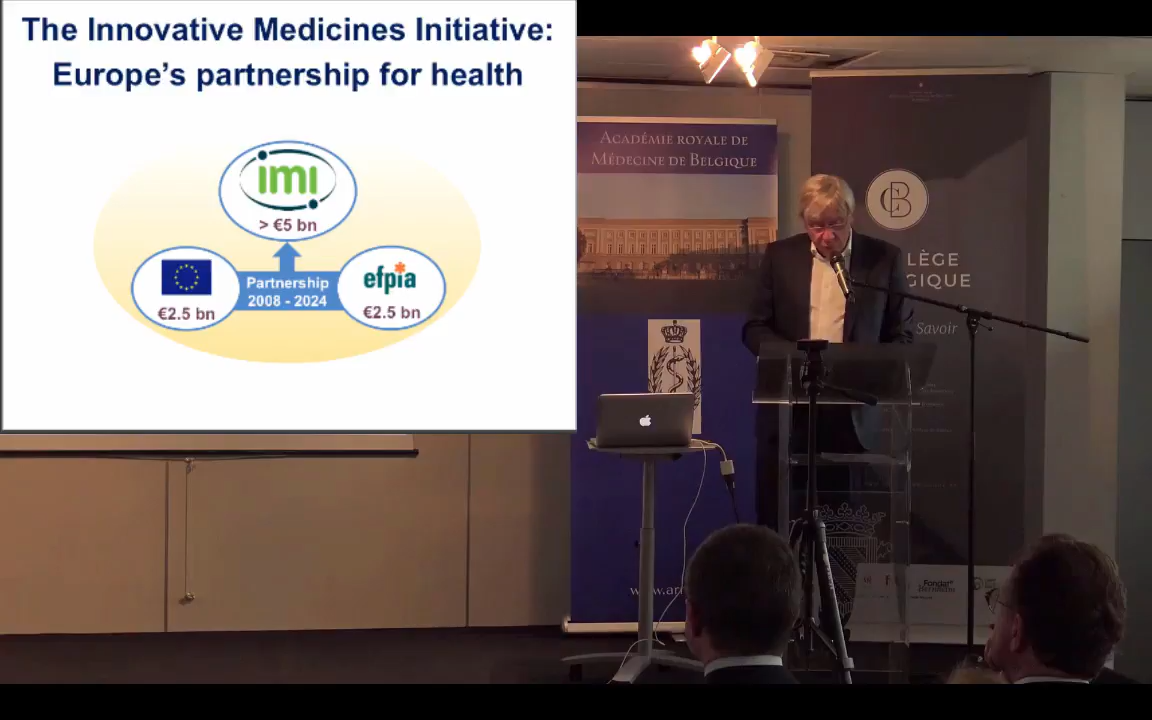 The Innovative Medicines Initiative:
Europe's partnership for health
imi
> €5 bn
Partnership
2008 - 2024
€2.5 bn
efpia
€2.5 bn
ACADÉMIE ROYALE DE
MÉDECINE DE BELGIQUE
CB
LÈGE
GIQUE
Savoir